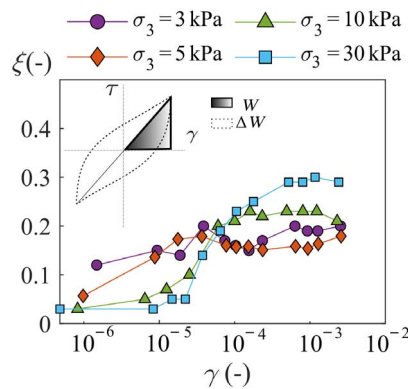 σ₃ = 3 kPa
σ₃ = 10 kPa
σ₃ = 5 kPa
σ₃ = 30 kPa
ξ(-)
τ
W
γ
ΔW
0.4
0.3
0.2
0.1
0
10⁻⁶
10⁻⁵
10⁻⁴
10⁻³
10⁻²
γ (-)